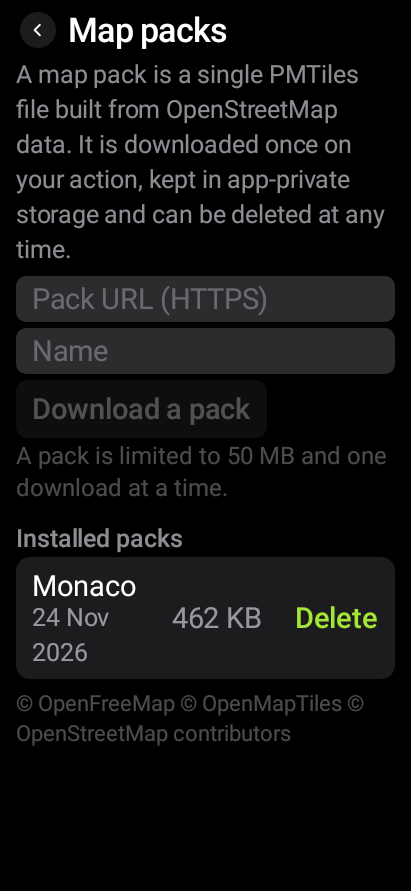 Map packs
A map pack is a single PMTiles
file built from OpenStreetMap
data. It is downloaded once on
your action, kept in app-private
storage and can be deleted at any
time.
Pack URL (HTTPS)
Name
Download a pack
A pack is limited to 50 MB and one
download at a time.
Installed packs
Monaco
24 Nov
2026
462 KB
Delete
© OpenFreeMap © OpenMapTiles ©
OpenStreetMap contributors